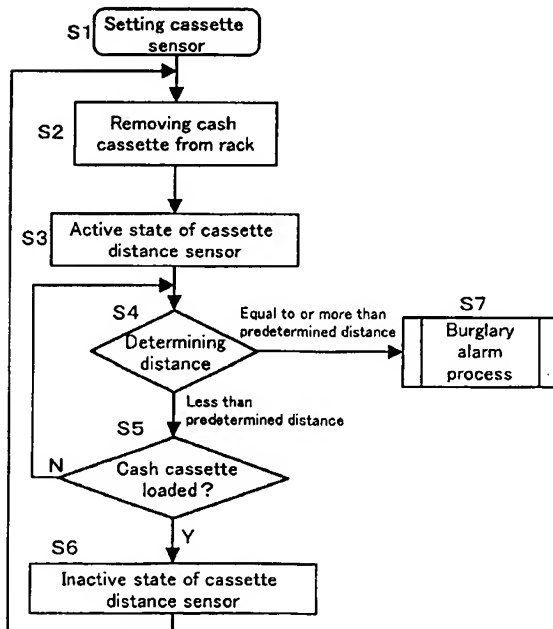 S1
Setting cassette
sensor
S2
Removing cash
cassette from rack
S3
Active state of cassette
distance sensor
S4
Determining
distance
Equal to or more than
predetermined distance
S7
Burglary
alarm
process
Less than
predetermined distance
S5
N
Cash cassette
loaded?
Y
S6
Inactive state of cassette
distance sensor